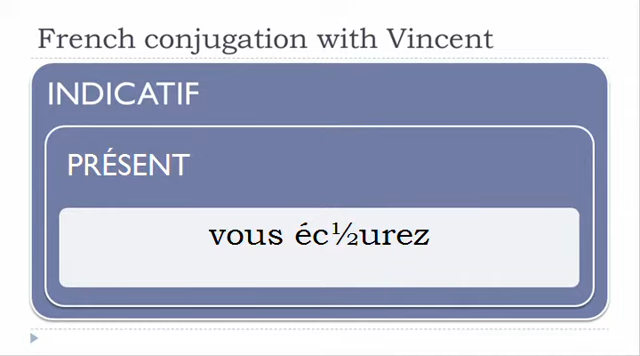 French conjugation with Vincent
INDICATIF
PRÉSENT
vous éc½urez